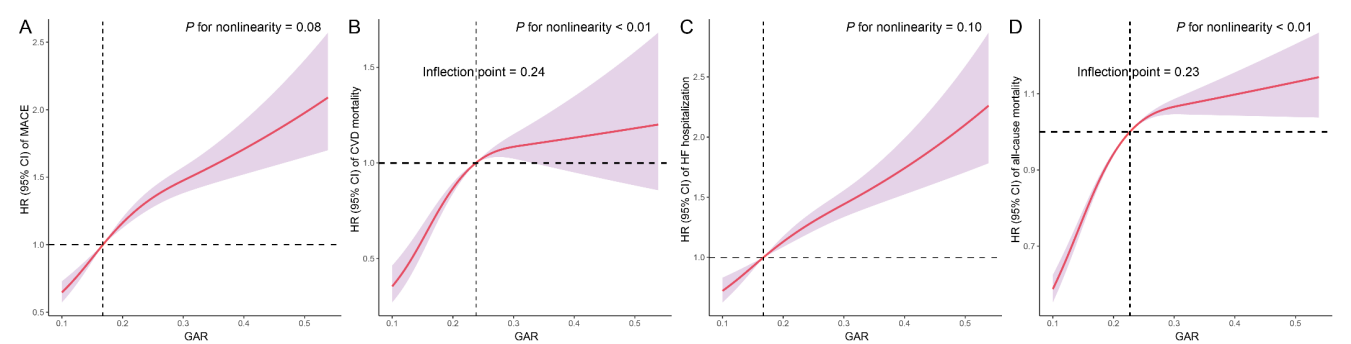 A
P for nonlinearity = 0.08
HR (95% CI) of MACE
2.5
2.0
1.5
1.0
0.5
0.1
0.2
0.3
0.4
0.5
GAR
B
P for nonlinearity < 0.01
Inflection point = 0.24
HR (95% CI) of CVD mortality
1.5
1.0
0.5
0.1
0.2
0.3
0.4
0.5
GAR
C
P for nonlinearity = 0.10
HR (95% CI) of HF hospitalization
2.5
2.0
1.5
1.0
0.1
0.2
0.3
0.4
0.5
GAR
D
P for nonlinearity < 0.01
Inflection point = 0.23
HR (95% CI) of all-cause mortality
1.1
0.9
0.7
0.1
0.2
0.3
0.4
0.5
GAR